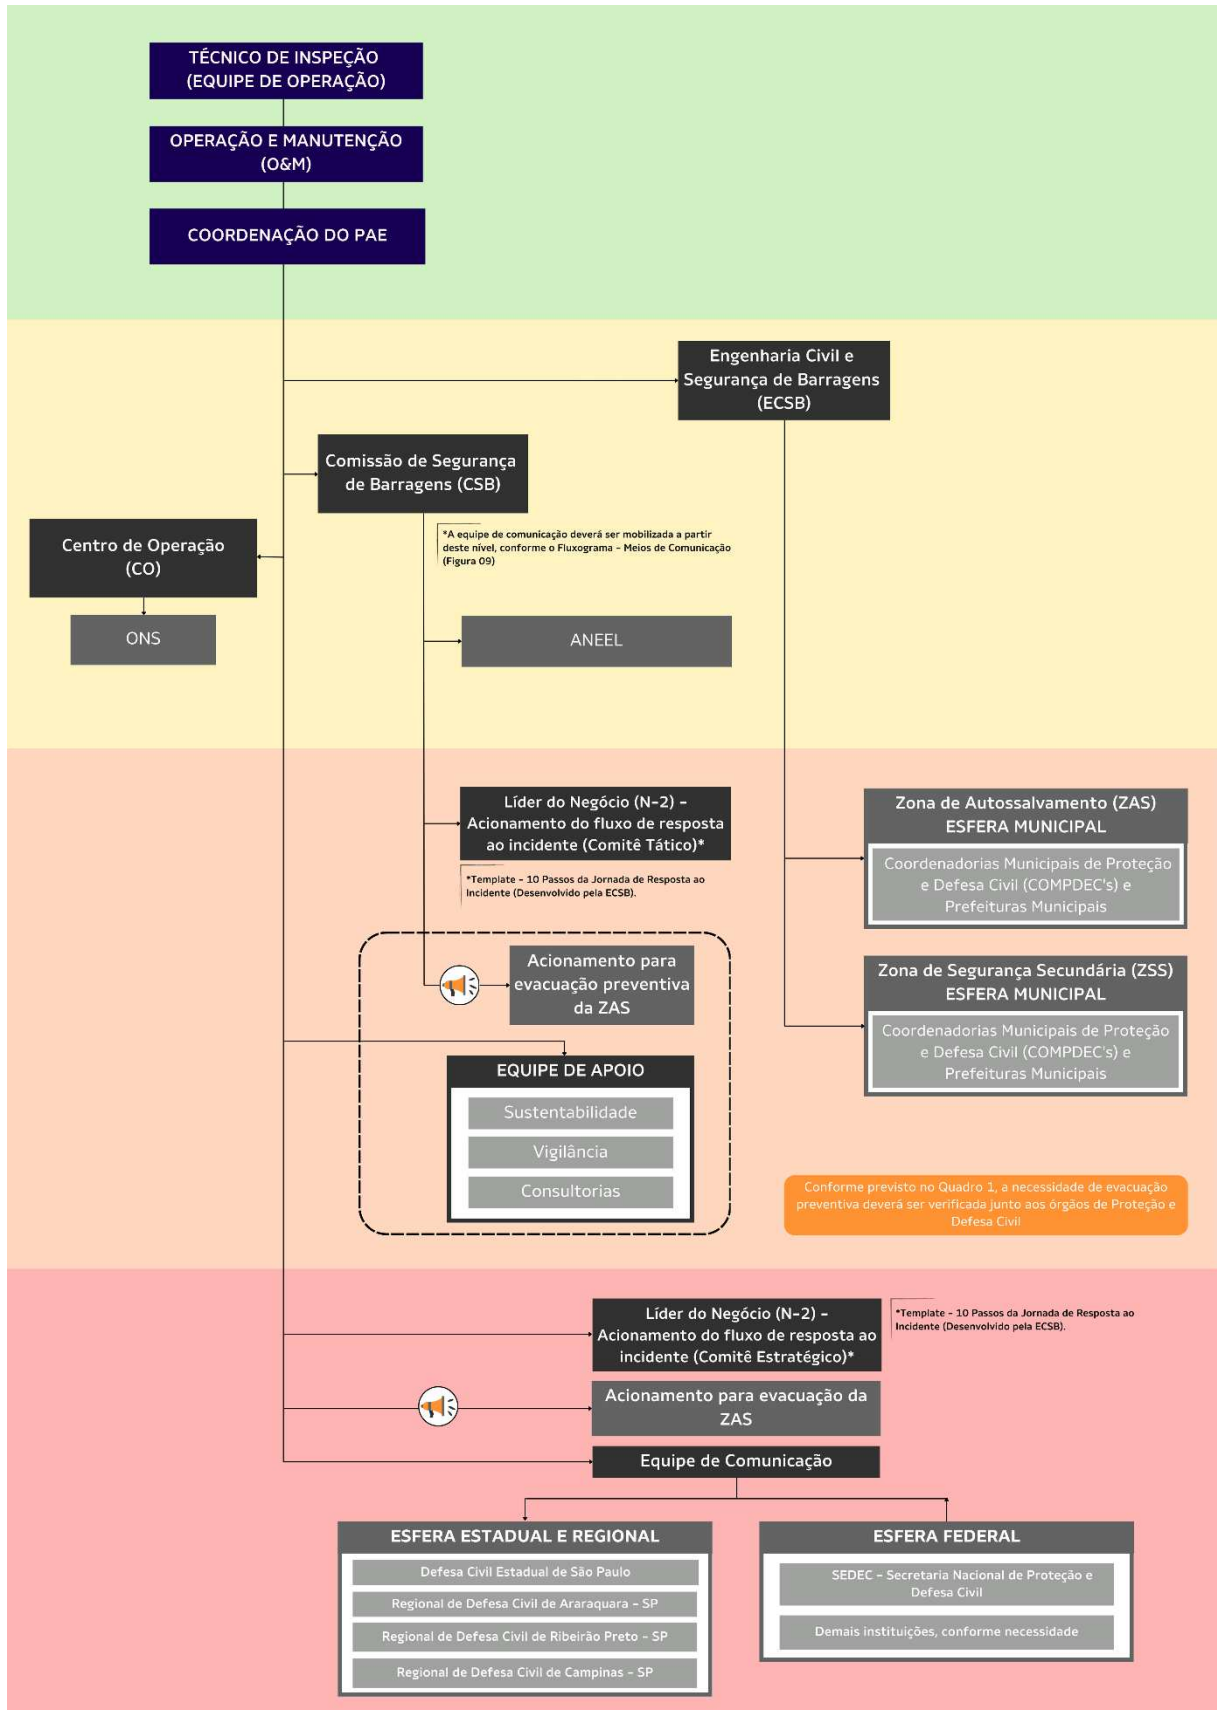 TÉCNICO DE INSPEÇÃO
(EQUIPE DE OPERAÇÃO)
OPERAÇÃO E MANUTENÇÃO
(O&M)
COORDENAÇÃO DO PAE
Engenharia Civil e
Segurança de Barragens
(ECSB)
Comissão de Segurança
de Barragens (CSB)
*A equipe de comunicação deverá ser mobilizada a partir
deste nível, conforme o Fluxograma – Meios de Comunicação
(Figura 09)
Centro de Operação
(CO)
ONS
ANEEL
Líder do Negócio (N-2) –
Acionamento do fluxo de resposta
ao incidente (Comitê Tático)*
*Template – 10 Passos da Jornada de Resposta ao
Incidente (Desenvolvido pela ECSB).
Zona de Autossalvamento (ZAS)
ESFERA MUNICIPAL
Coordenadorias Municipais de Proteção
e Defesa Civil (COMPDEC's) e
Prefeituras Municipais
Acionamento para
evacuação preventiva
da ZAS
Zona de Segurança Secundária (ZSS)
ESFERA MUNICIPAL
Coordenadorias Municipais de Proteção
e Defesa Civil (COMPDEC's) e
Prefeituras Municipais
EQUIPE DE APOIO
Sustentabilidade
Vigilância
Consultorias
Conforme previsto no Quadro 1, a necessidade de evacuação
preventiva deverá ser verificada junto aos órgãos de Proteção e
Defesa Civil
Líder do Negócio (N-2) –
Acionamento do fluxo de resposta ao
incidente (Comitê Estratégico)*
*Template – 10 Passos da Jornada de Resposta ao
Incidente (Desenvolvido pela ECSB).
Acionamento para evacuação da
ZAS
Equipe de Comunicação
ESFERA ESTADUAL E REGIONAL
Defesa Civil Estadual de São Paulo
Regional de Defesa Civil de Araraquara – SP
Regional de Defesa Civil de Ribeirão Preto – SP
Regional de Defesa Civil de Campinas – SP
ESFERA FEDERAL
SEDEC – Secretaria Nacional de Proteção e
Defesa Civil
Demais instituições, conforme necessidade